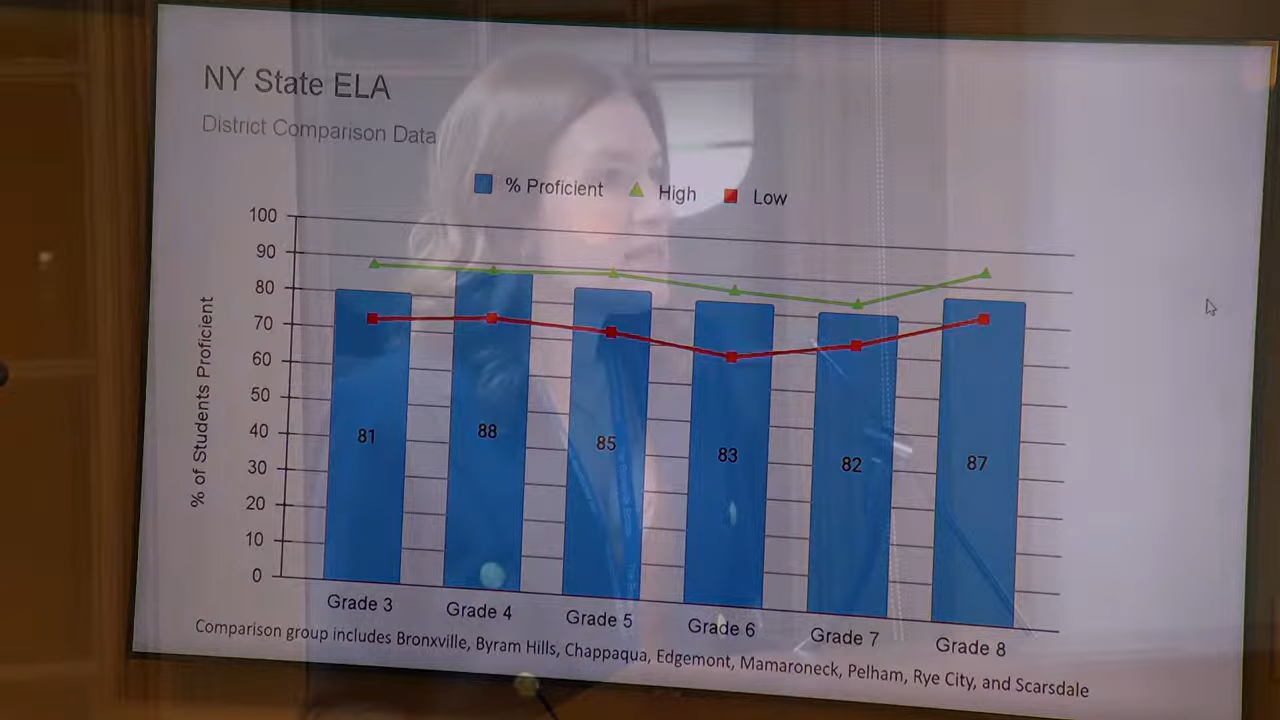 NY State ELA
District Comparison Data
% Proficient High Low
% of Students Proficient
100
90
80
70
60
50
40
30
20
10
0
81 88 85 83 82 87
Grade 3 Grade 4 Grade 5 Grade 6 Grade 7 Grade 8
Comparison group includes Bronxville, Byram Hills, Chappaqua, Edgemont, Mamaroneck, Pelham, Rye City, and Scarsdale